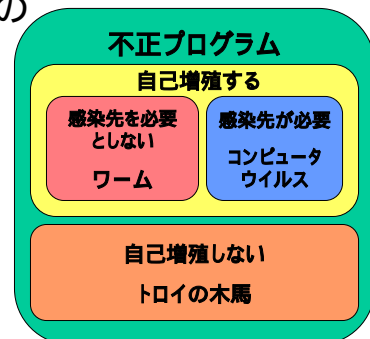 の
不正プログラム
自己増殖する
感染先を必要
としない
ワーム
感染先が必要
コンピュータ
ウイルス
自己増殖しない
トロイの木馬